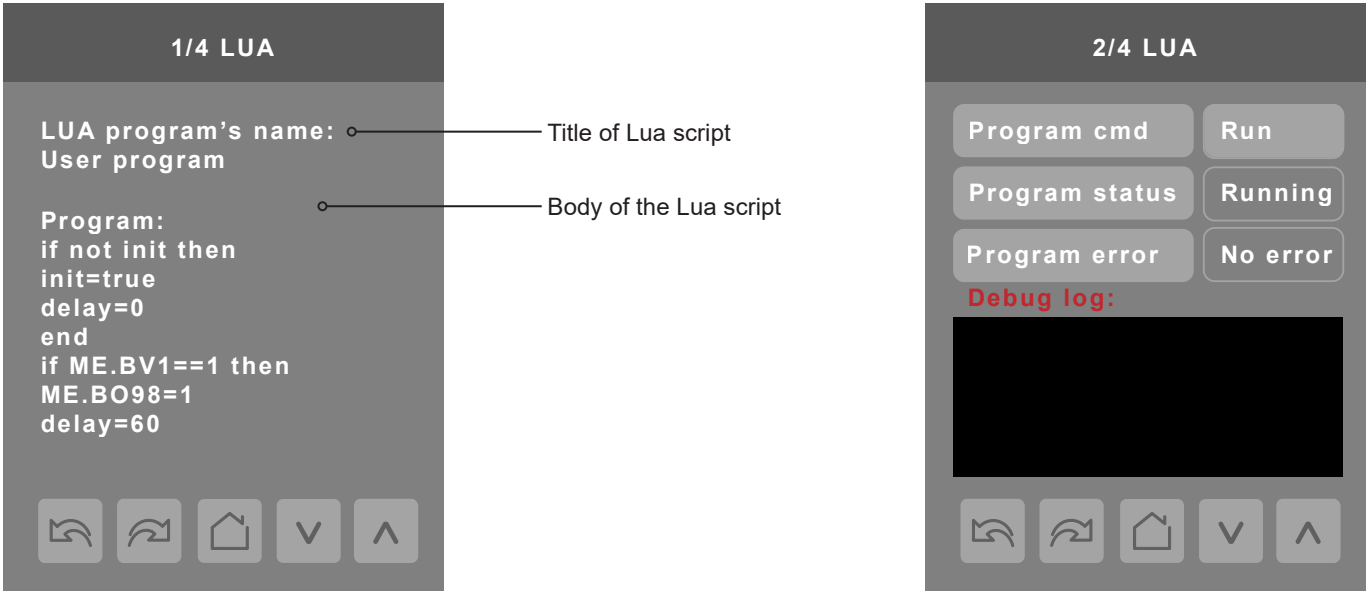 1/4 LUA
LUA program’s name:
User program
Program:
if not init then
init=true
delay=0
end
if ME.BV1==1 then
ME.BO98=1
delay=60
Title of Lua script
Body of the Lua script
2/4 LUA
Program cmd Run
Program status Running
Program error No error
Debug log: